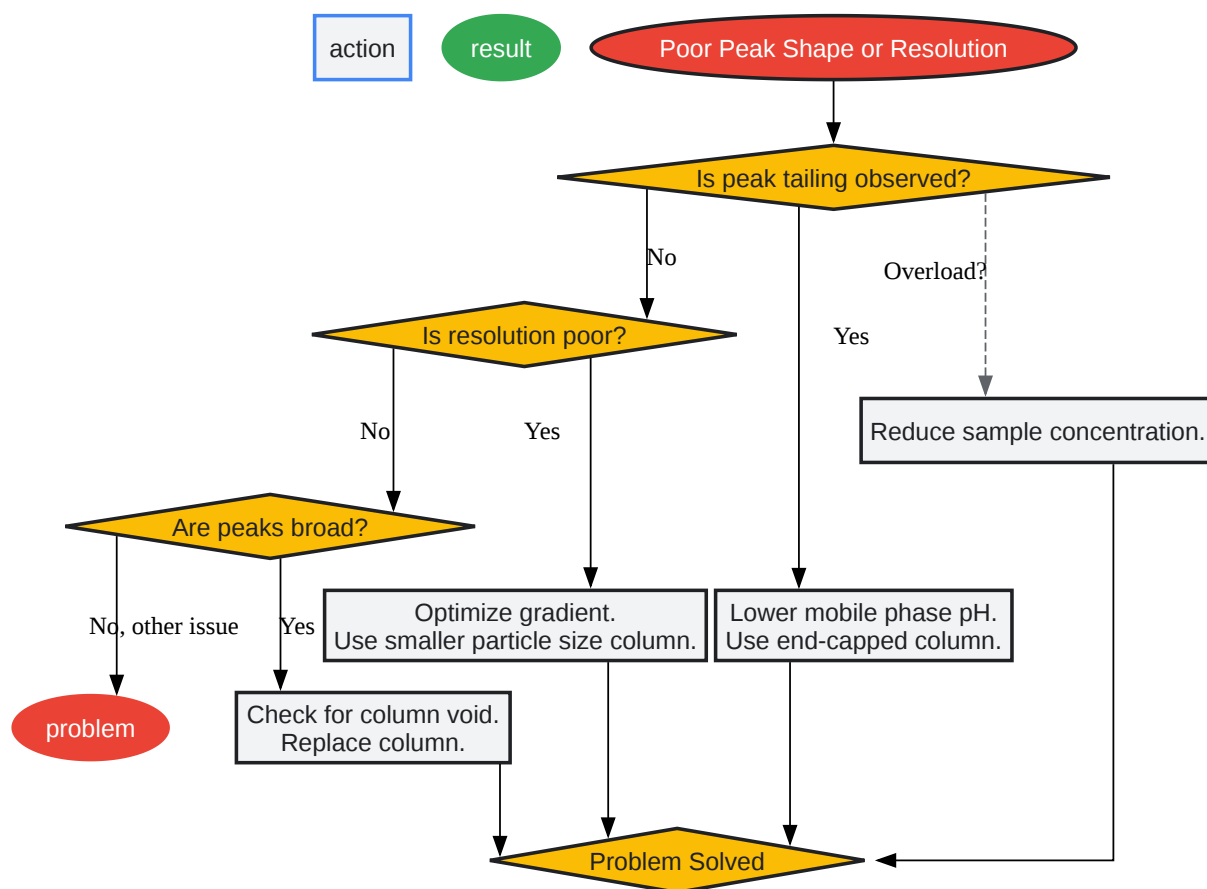 action
result
Poor Peak Shape or Resolution
Is peak tailing observed?
No
Overload?
Is resolution poor?
Yes
No
Yes
Reduce sample concentration.
Are peaks broad?
No, other issue
Yes
Optimize gradient.
Use smaller particle size column.
Lower mobile phase pH.
Use end-capped column.
problem
Check for column void.
Replace column.
Problem Solved